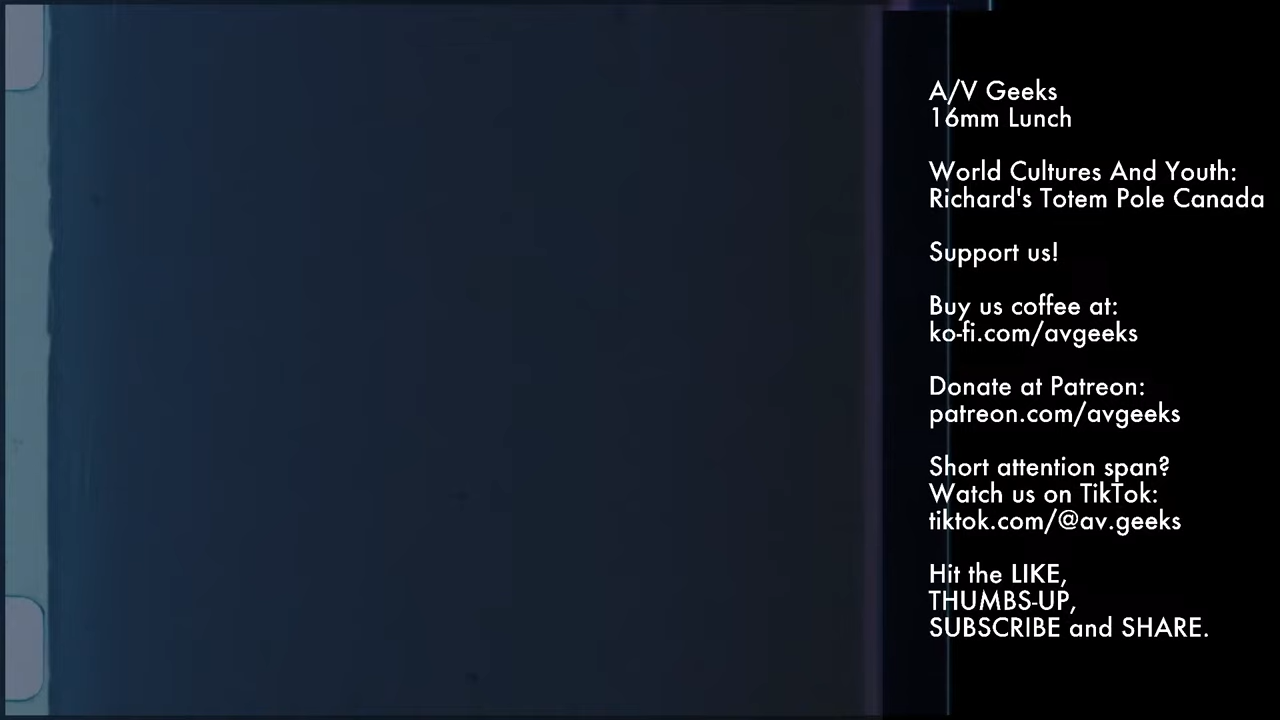 A/V Geeks
16mm Lunch
World Cultures And Youth:
Richard's Totem Pole Canada
Support us!
Buy us coffee at:
ko-fi.com/avgeeks
Donate at Patreon:
patreon.com/avgeeks
Short attention span?
Watch us on TikTok:
tiktok.com/@av.geeks
Hit the LIKE,
THUMBS-UP,
SUBSCRIBE and SHARE.